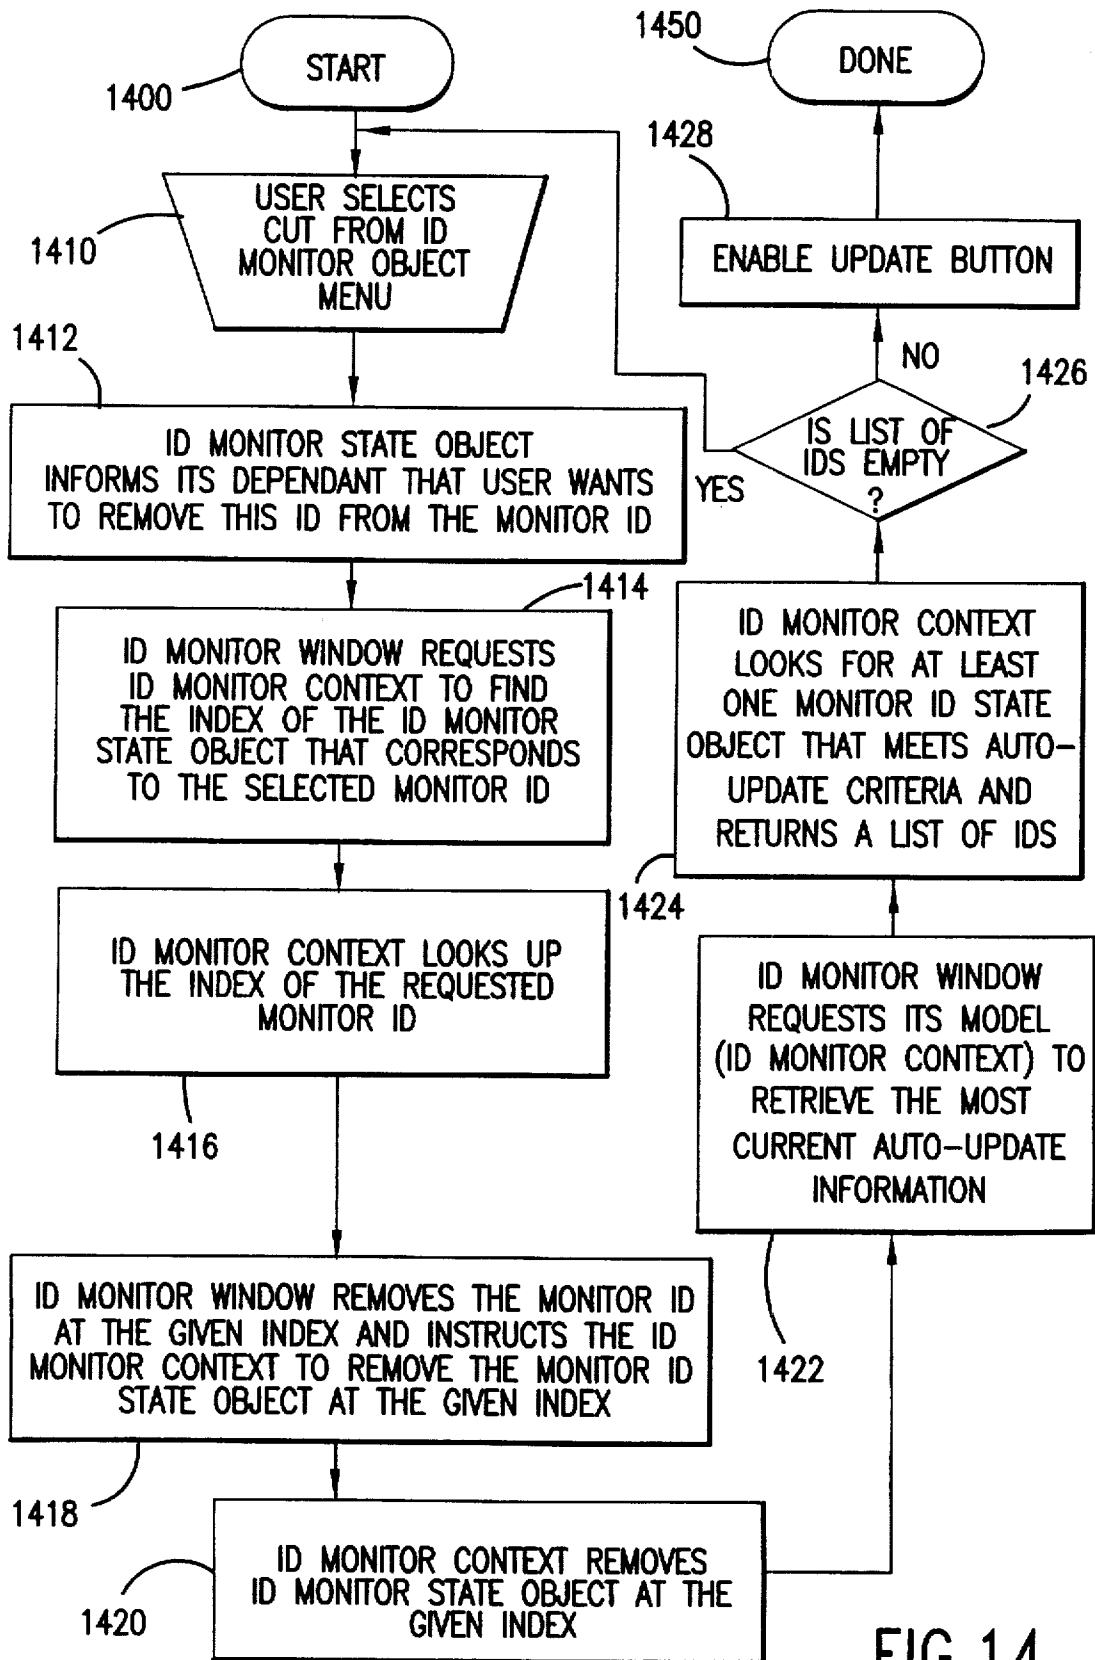 START
1400
USER SELECTS
CUT FROM ID
MONITOR OBJECT
MENU
1410
1412
ID MONITOR STATE OBJECT
INFORMS ITS DEPENDANT THAT USER WANTS
TO REMOVE THIS ID FROM THE MONITOR ID
1414
ID MONITOR WINDOW REQUESTS
ID MONITOR CONTEXT TO FIND
THE INDEX OF THE ID MONITOR
STATE OBJECT THAT CORRESPONDS
TO THE SELECTED MONITOR ID
ID MONITOR CONTEXT LOOKS UP
THE INDEX OF THE REQUESTED
MONITOR ID
1416
ID MONITOR WINDOW REMOVES THE MONITOR ID
AT THE GIVEN INDEX AND INSTRUCTS THE ID
MONITOR CONTEXT TO REMOVE THE MONITOR ID
STATE OBJECT AT THE GIVEN INDEX
1418
ID MONITOR CONTEXT REMOVES
ID MONITOR STATE OBJECT AT THE
GIVEN INDEX
1420
ID MONITOR WINDOW
REQUESTS ITS MODEL
(ID MONITOR CONTEXT) TO
RETRIEVE THE MOST
CURRENT AUTO-UPDATE
INFORMATION
1422
ID MONITOR CONTEXT
LOOKS FOR AT LEAST
ONE MONITOR ID STATE
OBJECT THAT MEETS AUTO-
UPDATE CRITERIA AND
RETURNS A LIST OF IDS
1424
IS LIST OF
IDS EMPTY
?
1426
YES
NO
ENABLE UPDATE BUTTON
1428
DONE
1450
FIG.14